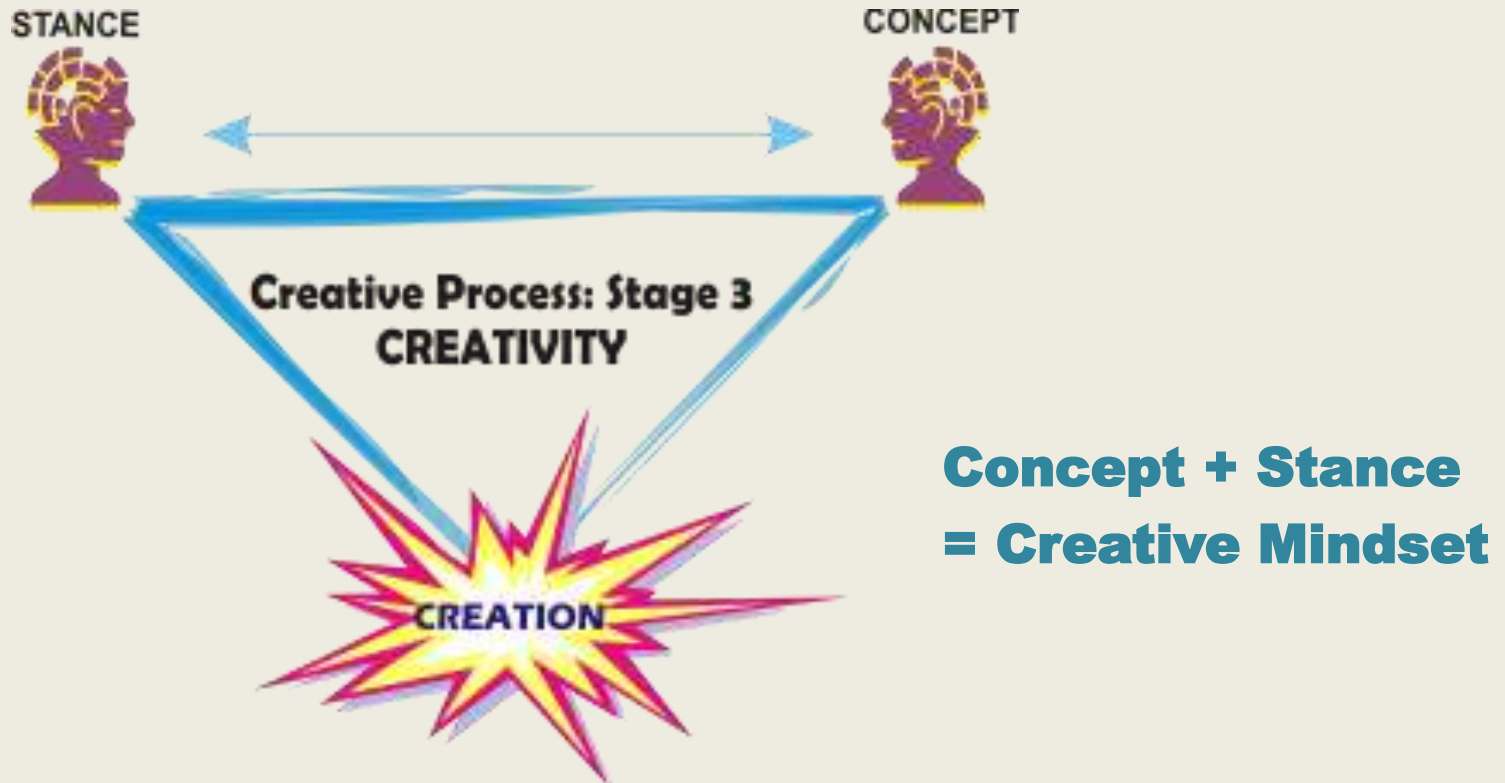 STANCE
CONCEPT
Creative Process: Stage 3
CREATIVITY
Concept + Stance
= Creative Mindset
CREATION